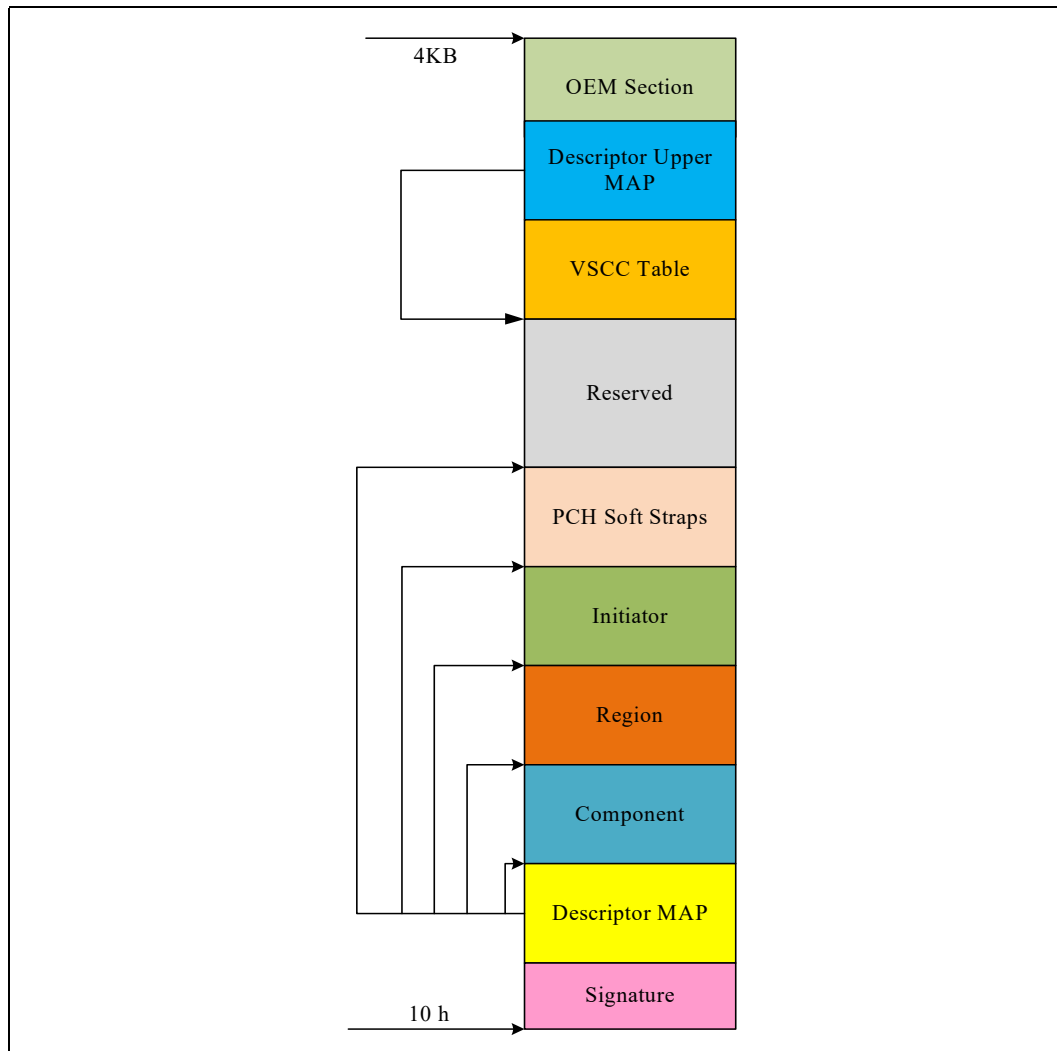 4KB
OEM Section
Descriptor Upper
MAP
VSCC Table
Reserved
PCH Soft Straps
Initiator
Region
Component
Descriptor MAP
Signature
10 h